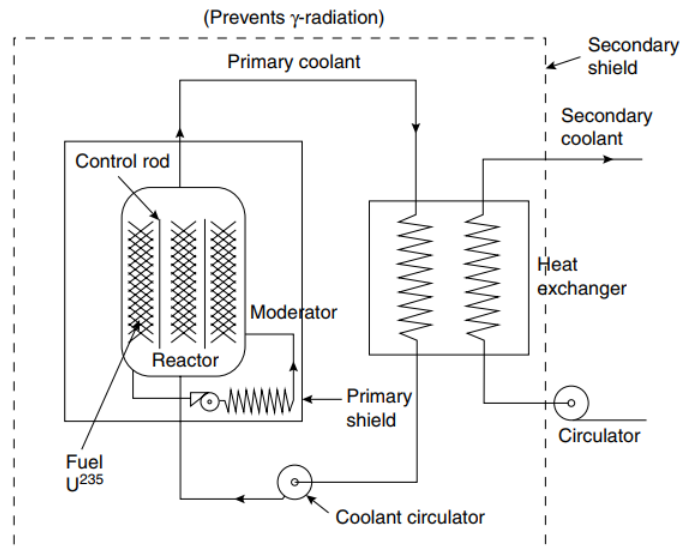 (Prevents γ-radiation)
Secondary
shield
Primary coolant
Secondary
coolant
Control rod
Heat
exchanger
Moderator
Reactor
Primary
shield
Circulator
Fuel
U²³⁵
Coolant circulator